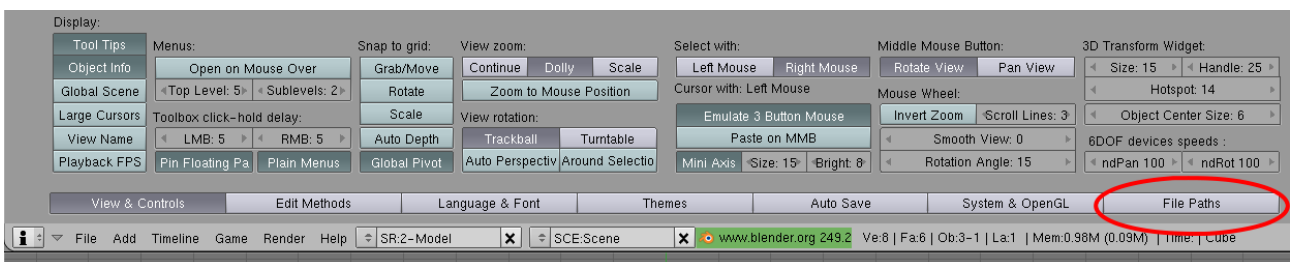 Display:
Tool Tips
Object Info
Global Scene
Large Cursors
View Name
Playback FPS
Menus:
Open on Mouse Over
Top Level: 5
Sublevels: 2
Toolbox click-hold delay:
LMB: 5
RMB: 5
Pin Floating Pa
Plain Menus
Snap to grid:
Grab/Move
Rotate
Scale
Auto Depth
Global Pivot
View zoom:
Continue
Dolly
Scale
Zoom to Mouse Position
View rotation:
Trackball
Turntable
Auto Perspectiv
Around Selectio
Select with:
Left Mouse
Right Mouse
Cursor with: Left Mouse
Emulate 3 Button Mouse
Paste on MMB
Mini Axis
Size: 15
Bright: 8
Middle Mouse Button:
Rotate View
Pan View
Mouse Wheel:
Invert Zoom
Scroll Lines: 3
Smooth View: 0
Rotation Angle: 15
3D Transform Widget:
Size: 15
Handle: 25
Hotspot: 14
Object Center Size: 6
6DOF devices speeds :
ndPan 100
ndRot 100
View & Controls
Edit Methods
Language & Font
Themes
Auto Save
System & OpenGL
File Paths
File Add Timeline Game Render Help
SR:2-Model
SCE:Scene
www.blender.org 249.2
Ve:8 | Fa:6 | Ob:3-1 | La:1 | Mem:0.98M (0.09M) | Time: | Cube